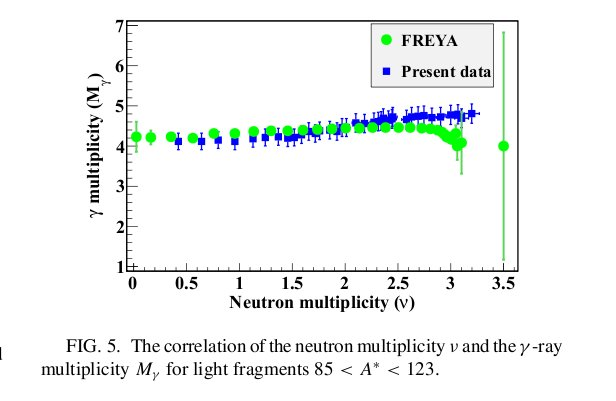 7
6
5
4
3
2
1
γ multiplicity (Mγ)
FREYA
Present data
0 0.5 1 1.5 2 2.5 3 3.5
Neutron multiplicity (ν)
FIG. 5. The correlation of the neutron multiplicity ν and the γ-ray
multiplicity Mγ for light fragments 85 < A* < 123.